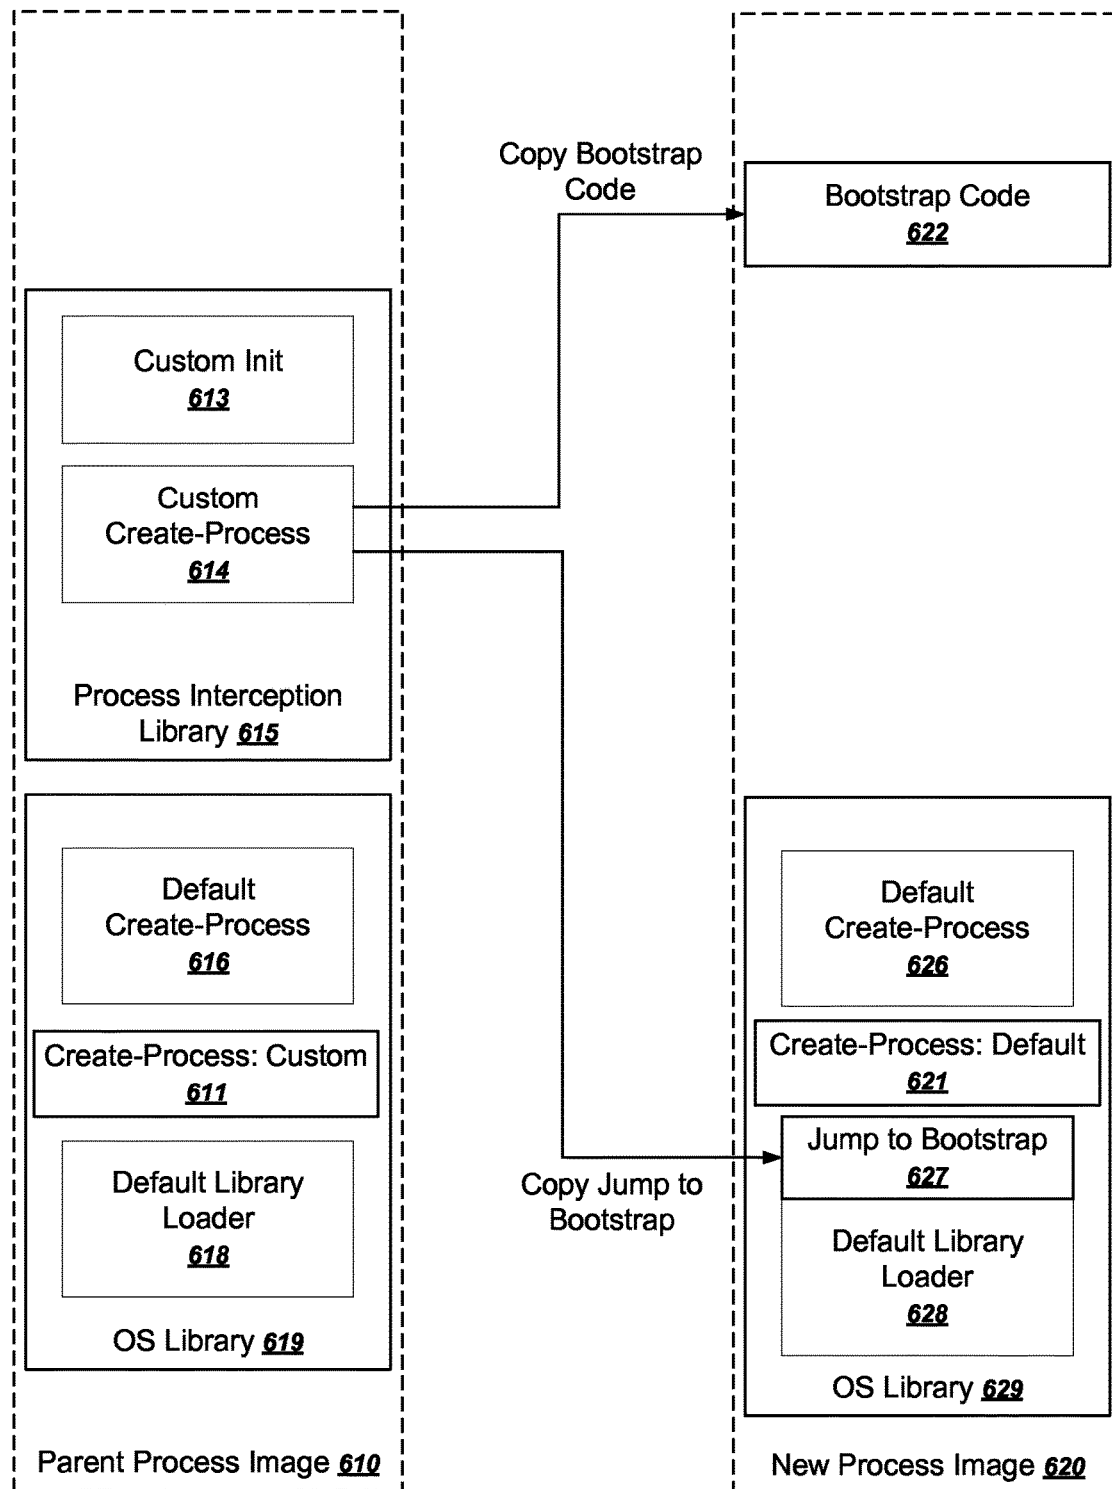 Copy Bootstrap
Code
Bootstrap Code
622
Custom Init
613
Custom
Create-Process
614
Process Interception
Library 615
Default
Create-Process
616
Create-Process: Custom
611
Default Library
Loader
618
OS Library 619
Parent Process Image 610
Copy Jump to
Bootstrap
Default
Create-Process
626
Create-Process: Default
621
Jump to Bootstrap
627
Default Library
Loader
628
OS Library 629
New Process Image 620